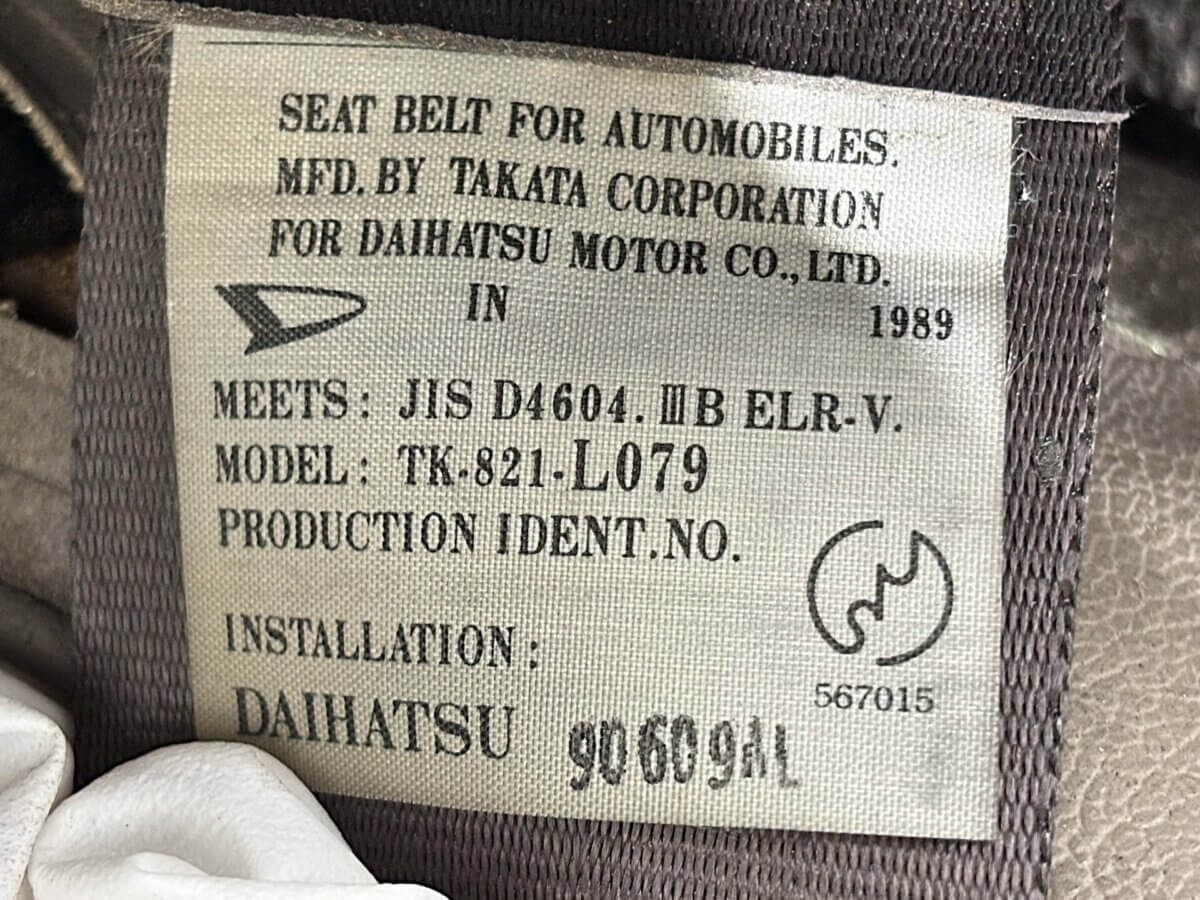 SEAT BELT FOR AUTOMOBILES.
MFD. BY TAKATA CORPORATION
FOR DAIHATSU MOTOR CO., LTD.
IN 1989
MEETS: JIS D4604. ⅢB ELR-V.
MODEL: TK-821-L079
PRODUCTION IDENT.NO.
INSTALLATION:
567015
DAIHATSU 90609AL